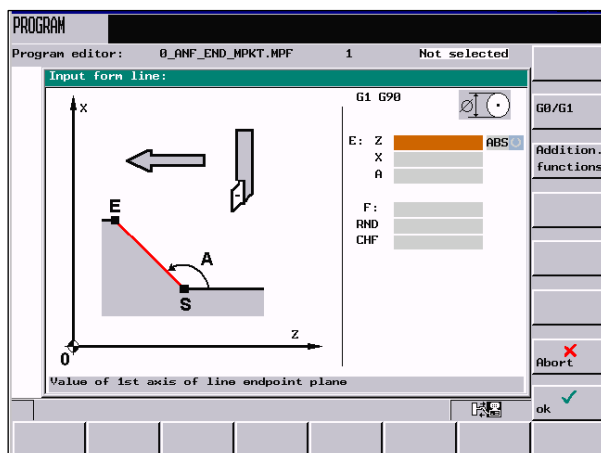 PROGRAM
Program editor: 0_ANF_END_MPKT.MPF 1 Not selected
Input form line:
X
E
A
S
Z
0
G1 G90
E: Z ABS
X
A
F:
RND
CHF
Value of 1st axis of line endpoint plane
G0/G1
Addition.
functions
Abort
ok